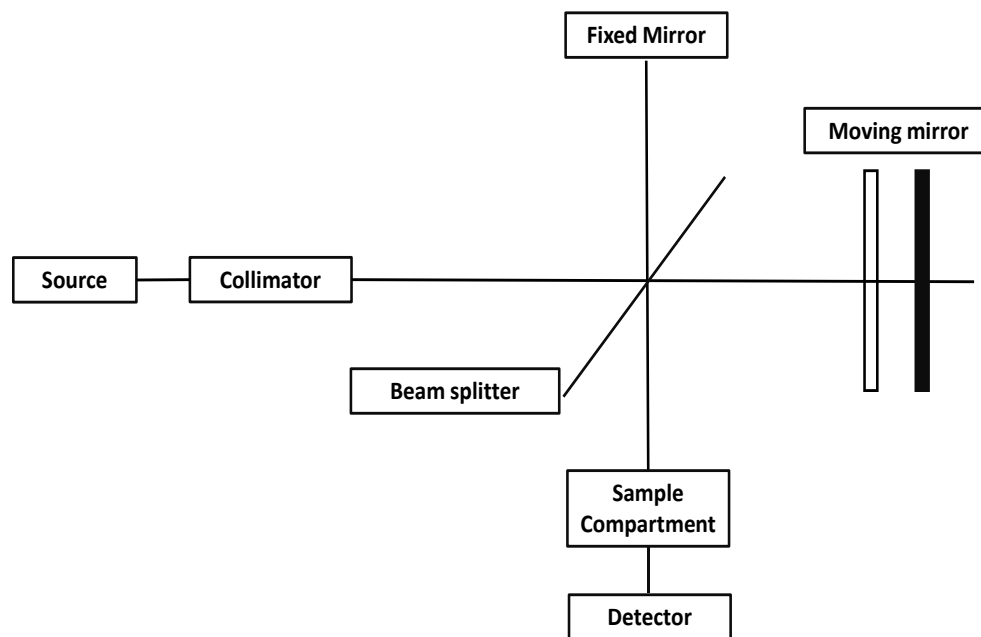 Fixed Mirror
Moving mirror
Source
Collimator
Beam splitter
Sample
Compartment
Detector